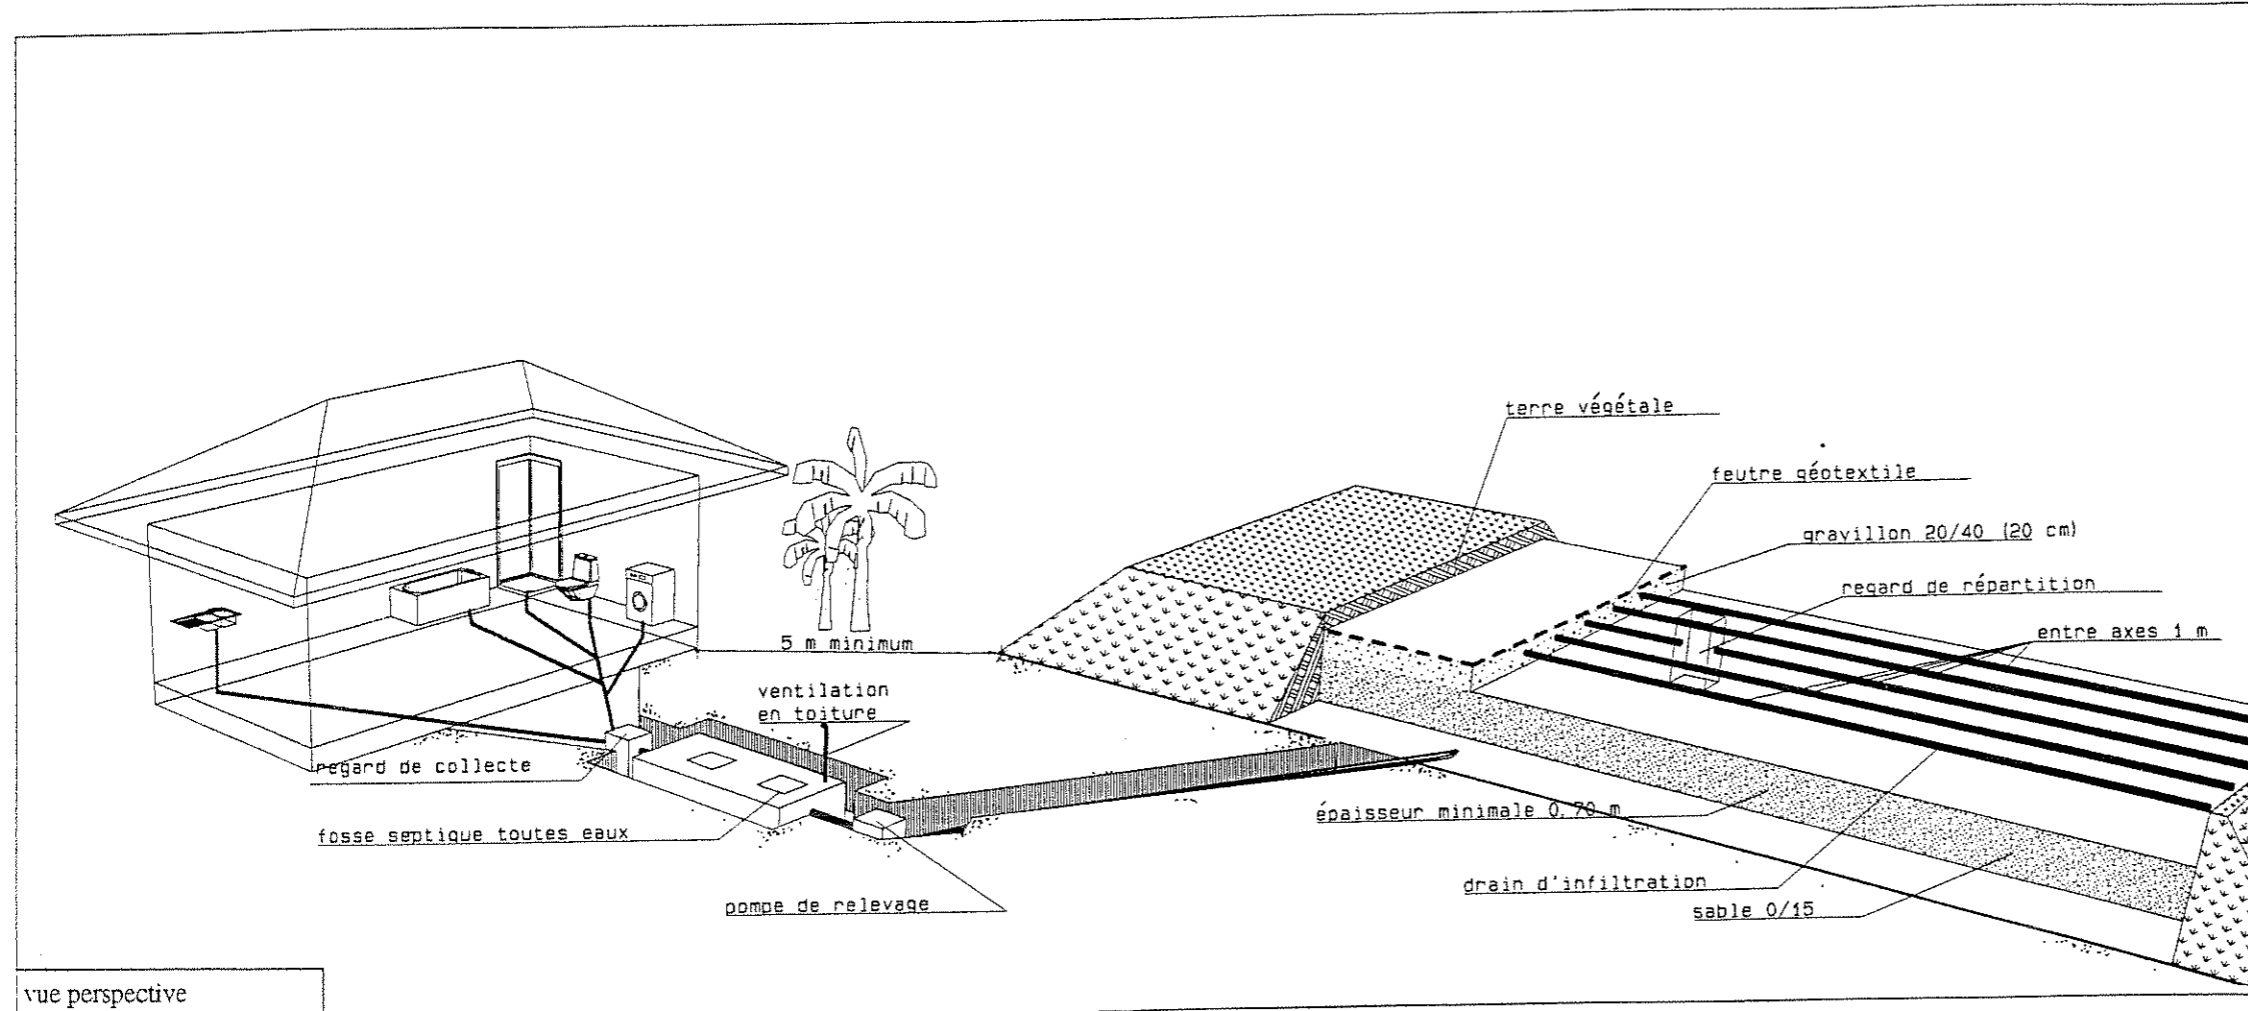 terre végétale
feutre géotextile
gravillon 20/40 (20 cm)
regard de répartition
entre axes 1 m
5 m minimum
ventilation
en toiture
regard de collecte
fosse septique toutes eaux
pompe de relevage
épaisseur minimale 0.70 m
drain d'infiltration
sable 0/15
vue perspective